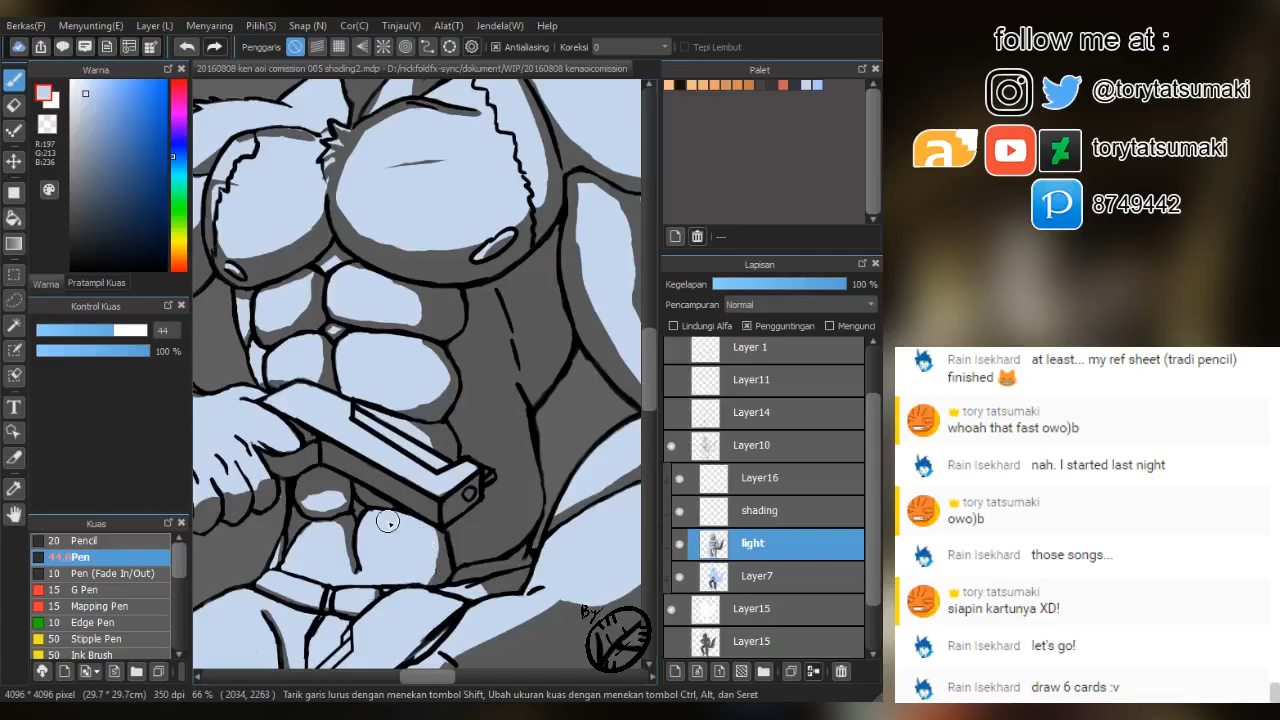 Berkas(F) Menyunting(E) Layer (L) Menyaring Pilih(S) Snap (N) Cor(C) Tinjau(V) Alat(T) Jendela(W) Help
Penggaris Antialiasing Koreksi 0 Tepi Lembut
Warna
20160808 ken aoi comission 005 shading2.mdp - D:/nickfoldfx-sync/dokument/WIP/20160808 kenaoicomission
Palet
R:197
G:213
B:236
Warna Pratampil Kuas
Kontrol Kuas
44
100 %
Kuas
20 Pencil
44.0 Pen
10 Pen (Fade In/Out)
15 G Pen
15 Mapping Pen
10 Edge Pen
50 Stipple Pen
50 Ink Brush
---
Lapisan
Kegelapan 100 %
Pencampuran Normal
Lindungi Alfa Pengguntingan Mengunci
Layer 1
Layer11
Layer14
Layer10
Layer16
shading
light
Layer7
Layer15
Layer15
By
4096 * 4096 pixel (29.7 * 29.7cm) 350 dpi 66 % ( 2034, 2263 ) Tarik garis lurus dengan menekan tombol Shift, Ubah ukuran kuas dengan menekan tombol Ctrl, Alt, dan Seret
follow me at :
@torytatsumaki
torytatsumaki
8749442
Rain Isekhard at least... my ref sheet (tradi pencil)
finished
tory tatsumaki
whoah that fast owo)b
Rain Isekhard nah. I started last night
tory tatsumaki
owo)b
Rain Isekhard those songs...
tory tatsumaki
siapin kartunya XD!
Rain Isekhard let's go!
Rain Isekhard draw 6 cards :v